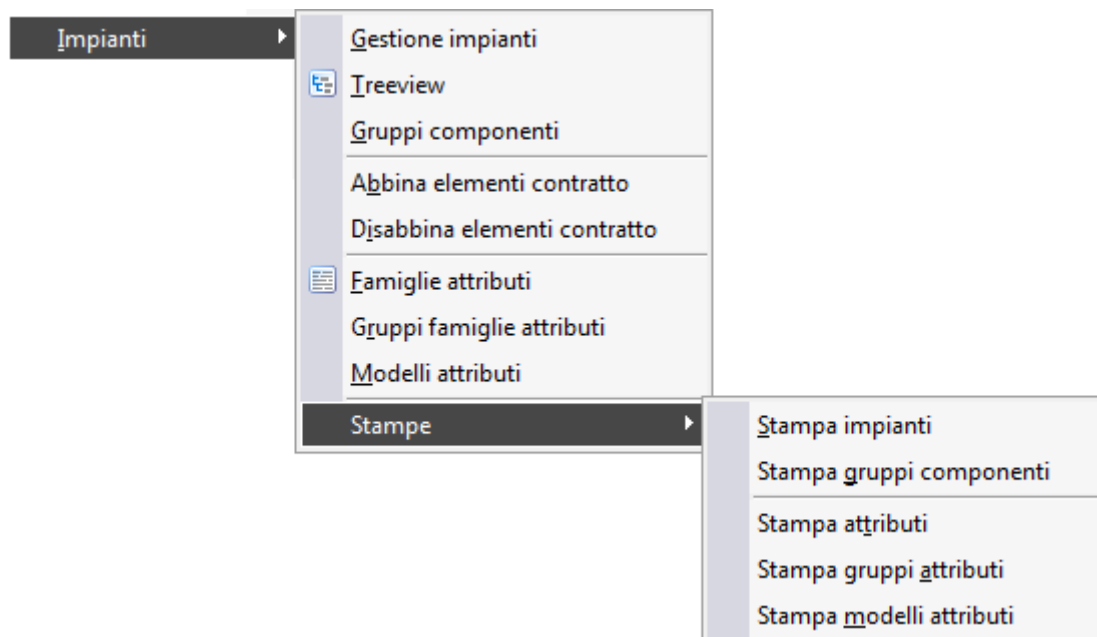 Impianti
Gestione impianti
Treeview
Gruppi componenti
Abbina elementi contratto
Disabbina elementi contratto
Famiglie attributi
Gruppi famiglie attributi
Modelli attributi
Stampe
Stampa impianti
Stampa gruppi componenti
Stampa attributi
Stampa gruppi attributi
Stampa modelli attributi